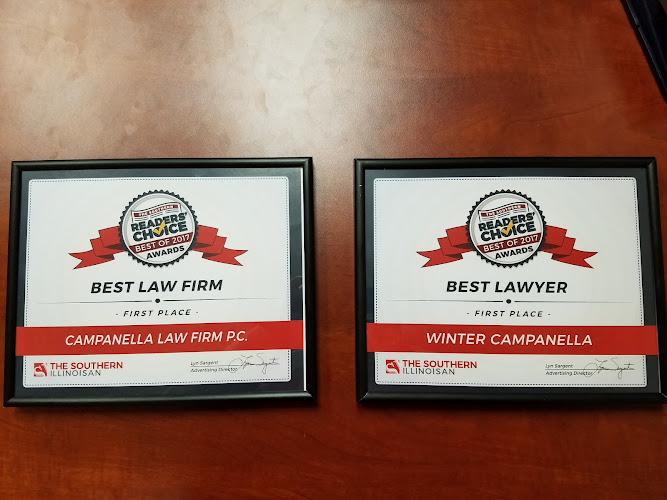 THE SOUTHERN
READERS'
CHOICE
BEST OF 2017
AWARDS
BEST LAW FIRM
- FIRST PLACE -
CAMPANELLA LAW FIRM P.C.
THE SOUTHERN
ILLINOISAN
Lyn Sargent
Advertising Director
THE SOUTHERN
READERS'
CHOICE
BEST OF 2017
AWARDS
BEST LAWYER
- FIRST PLACE -
WINTER CAMPANELLA
THE SOUTHERN
ILLINOISAN
Lyn Sargent
Advertising Director